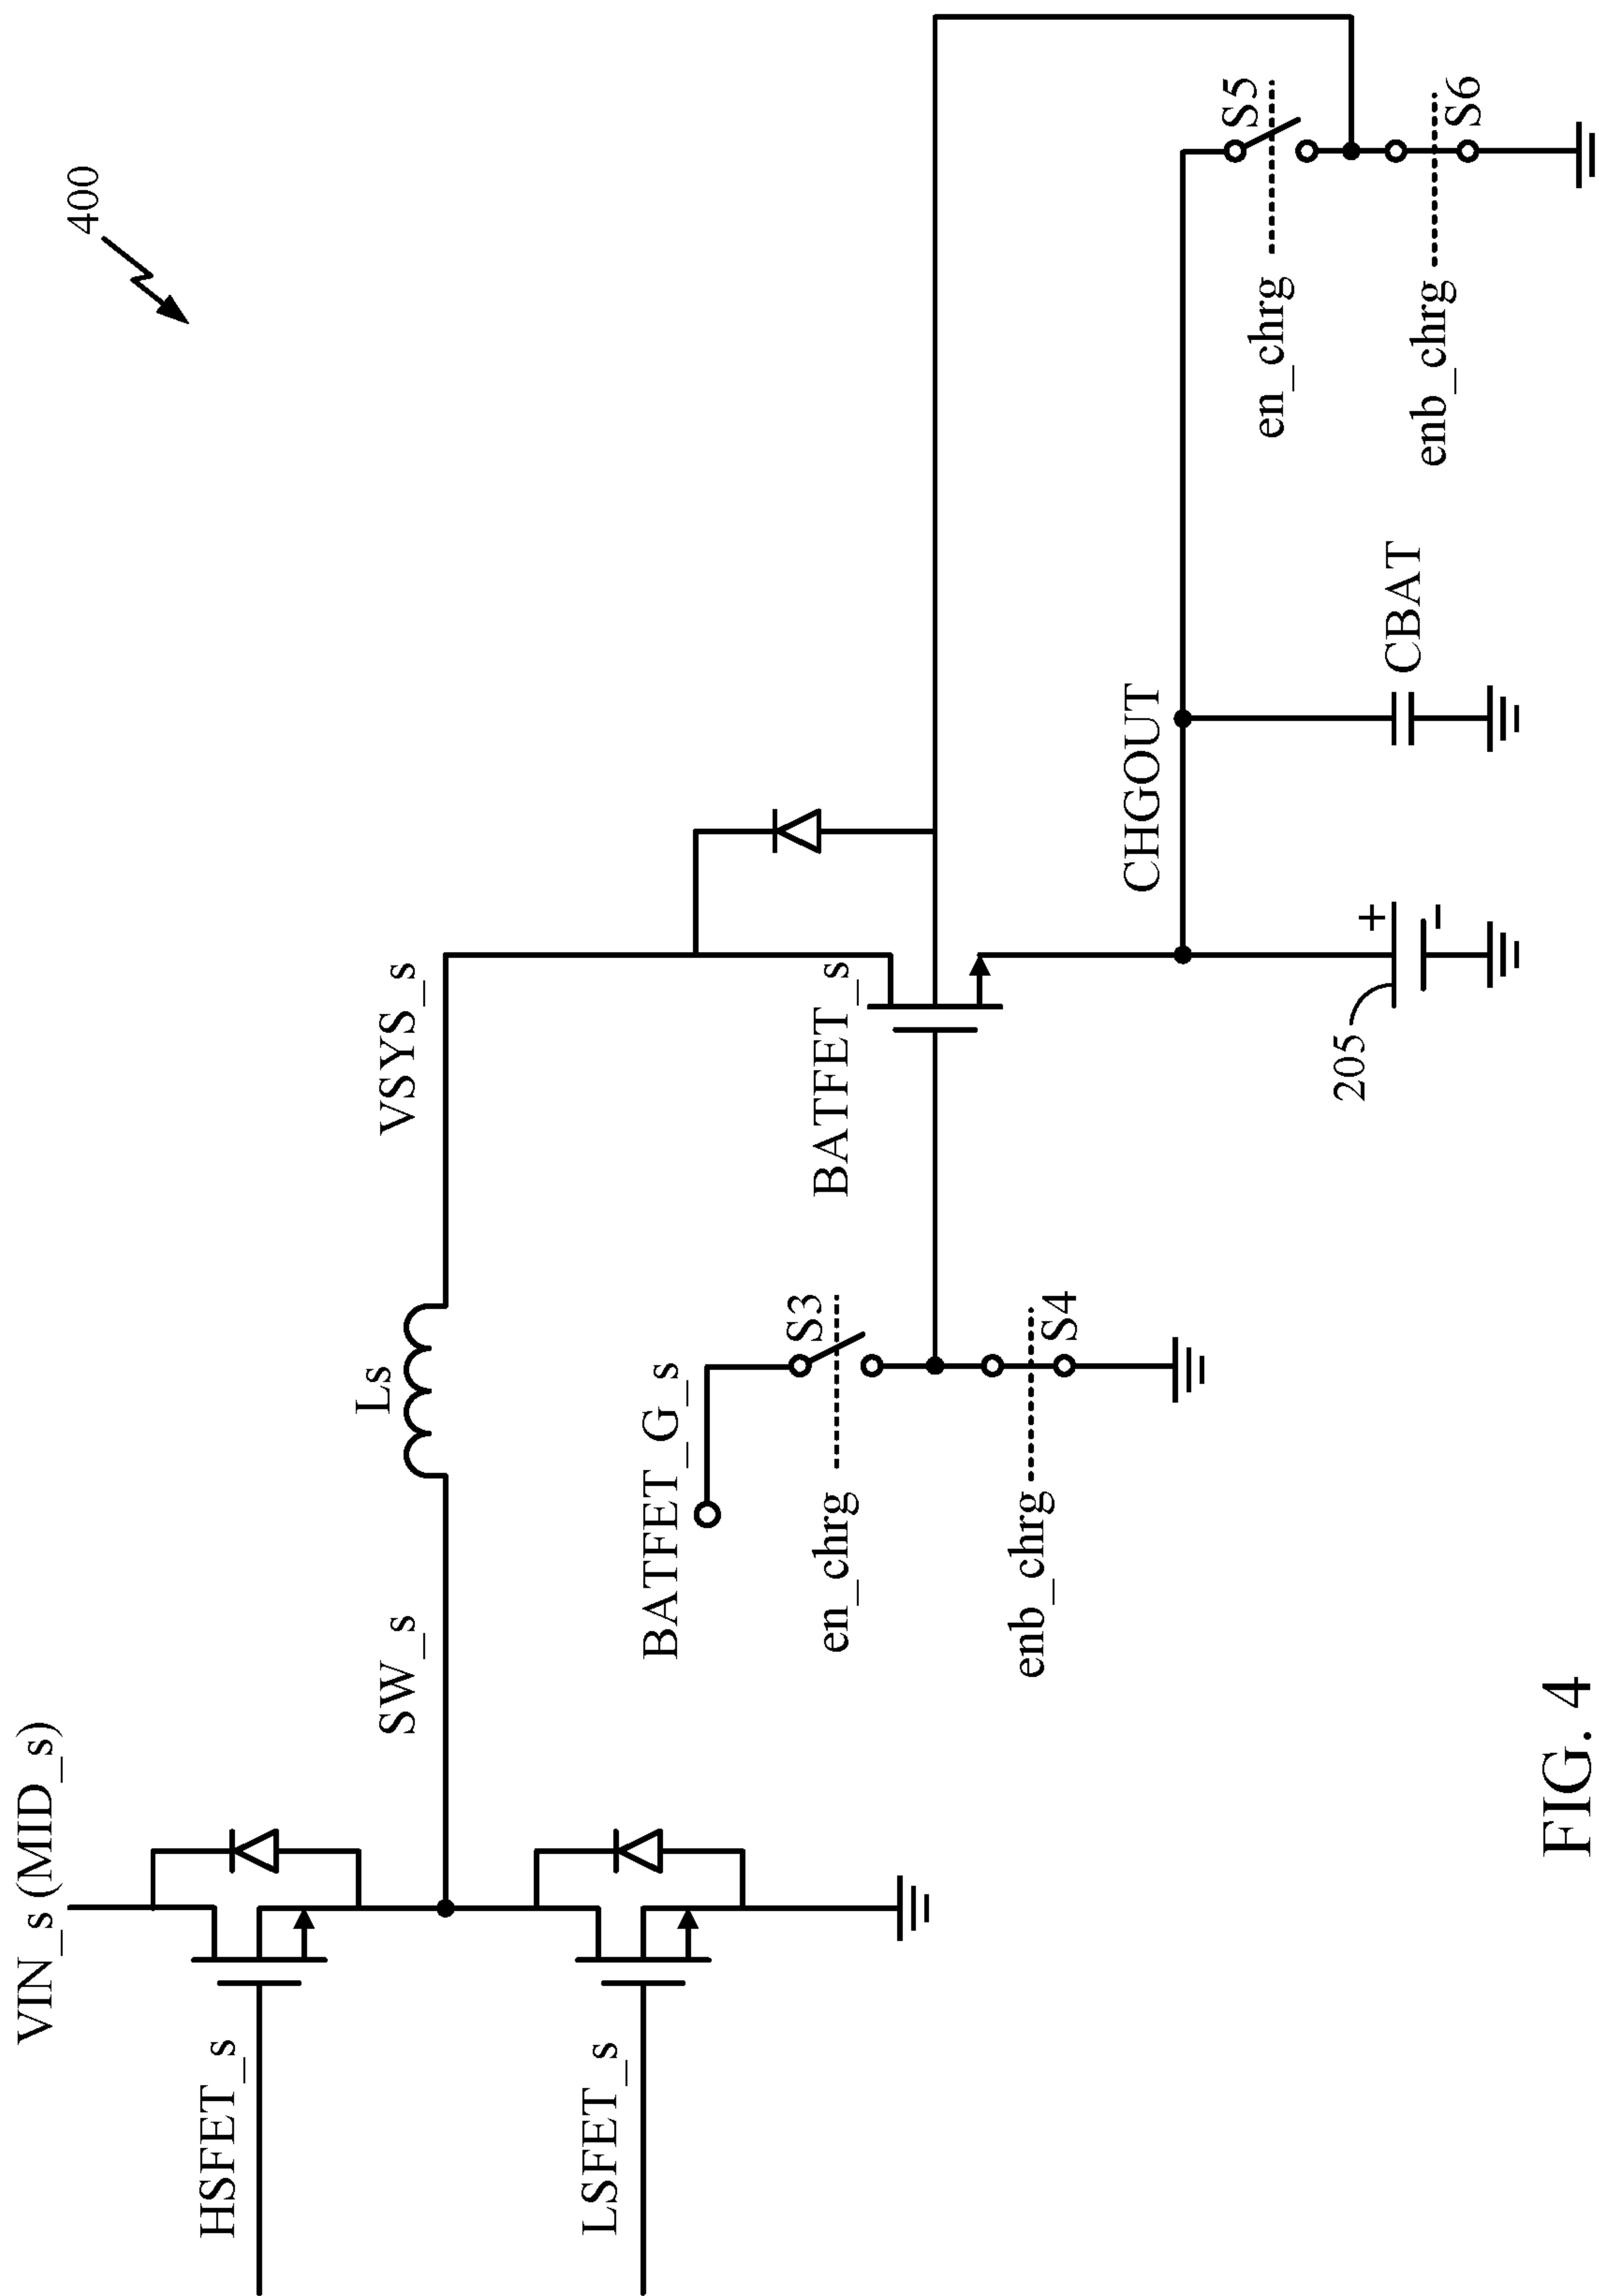 400
VIN_s (MID_s)
HSFET_s
LSFET_s
SW_s
Ls
VSYS_s
BATFET_G_s
S3
en_chrg
S4
enb_chrg
BATFET_s
CHGOUT
205
+
-
CBAT
S5
en_chrg
S6
enb_chrg
FIG. 4